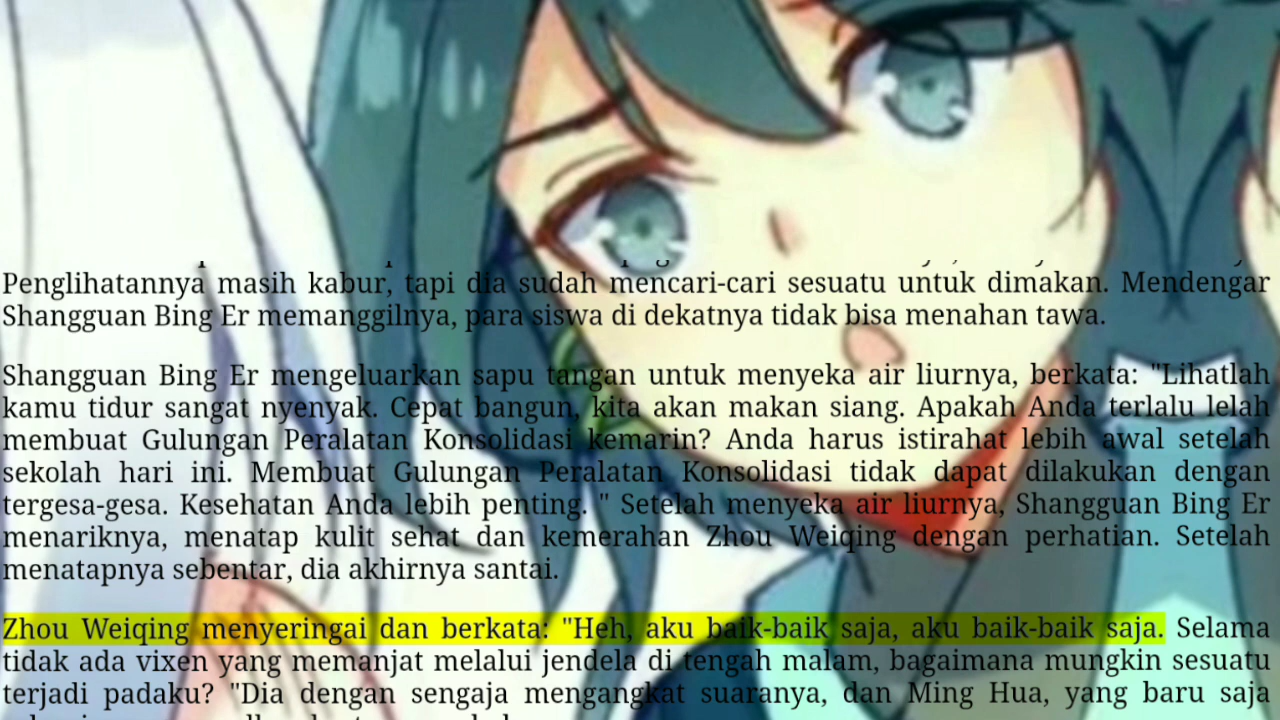 Penglihatannya masih kabur, tapi dia sudah mencari-cari sesuatu untuk dimakan. Mendengar
Shangguan Bing Er memanggilnya, para siswa di dekatnya tidak bisa menahan tawa.
Shangguan Bing Er mengeluarkan sapu tangan untuk menyeka air liurnya, berkata: "Lihatlah
kamu tidur sangat nyenyak. Cepat bangun, kita akan makan siang. Apakah Anda terlalu lelah
membuat Gulungan Peralatan Konsolidasi kemarin? Anda harus istirahat lebih awal setelah
sekolah hari ini. Membuat Gulungan Peralatan Konsolidasi tidak dapat dilakukan dengan
tergesa-gesa. Kesehatan Anda lebih penting. " Setelah menyeka air liurnya, Shangguan Bing Er
menariknya, menatap kulit sehat dan kemerahan Zhou Weiqing dengan perhatian. Setelah
menatapnya sebentar, dia akhirnya santai.
Zhou Weiqing menyeringai dan berkata: "Heh, aku baik-baik saja, aku baik-baik saja. Selama
tidak ada vixen yang memanjat melalui jendela di tengah malam, bagaimana mungkin sesuatu
terjadi padaku? "Dia dengan sengaja mengangkat suaranya, dan Ming Hua, yang baru saja